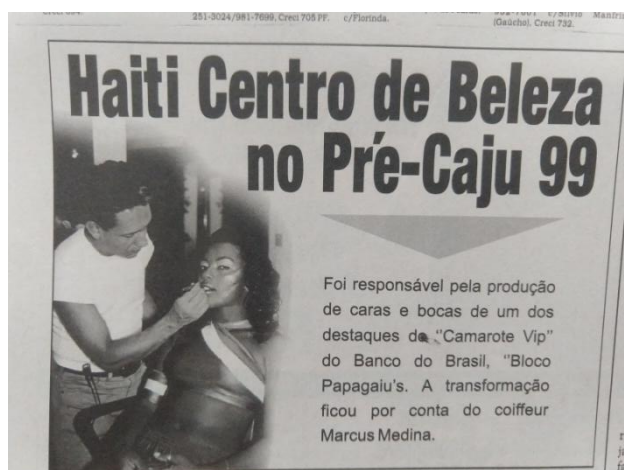 251-3024/981-7699, Creci 705 PF. c/Florinda.
(Gaúcho). Creci 732.
Haiti Centro de Beleza
no Pré-Caju 99
Foi responsável pela produção
de caras e bocas de um dos
destaques do "Camarote Vip"
do Banco do Brasil, "Bloco
Papagaiu's. A transformação
ficou por conta do coiffeur
Marcus Medina.